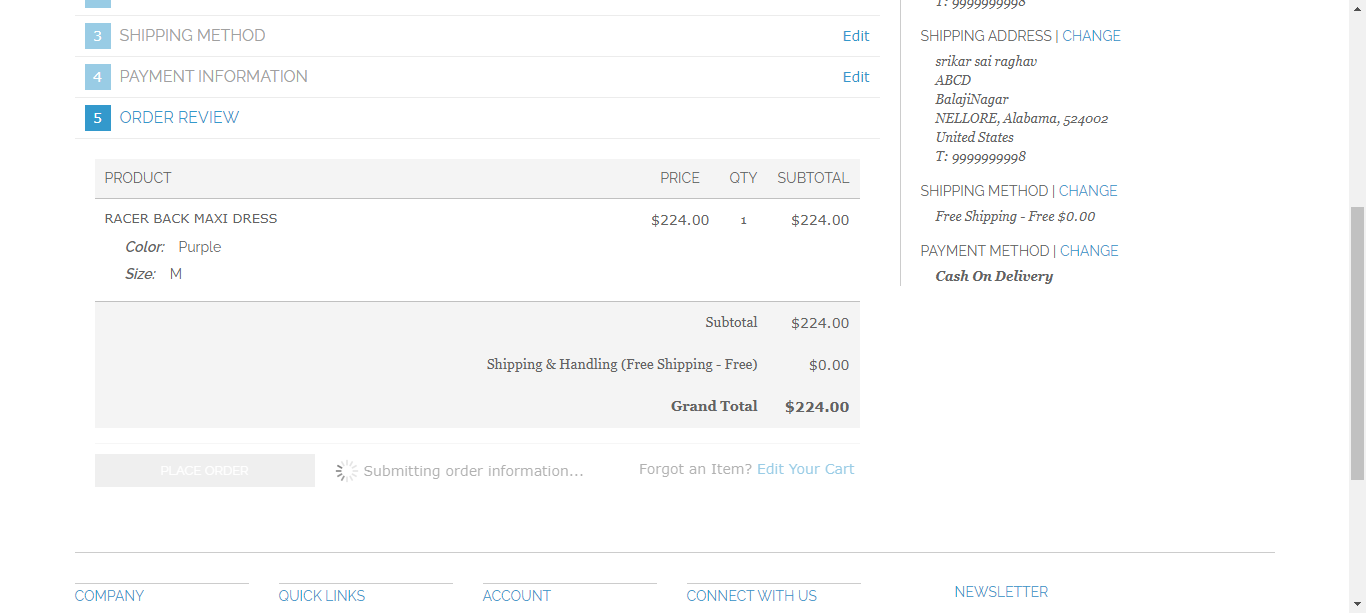 3 SHIPPING METHOD Edit
4 PAYMENT INFORMATION Edit
5 ORDER REVIEW
PRODUCT PRICE QTY SUBTOTAL
RACER BACK MAXI DRESS $224.00 1 $224.00
Color: Purple
Size: M
Subtotal $224.00
Shipping & Handling (Free Shipping - Free) $0.00
Grand Total $224.00
PLACE ORDER Submitting order information... Forgot an Item? Edit Your Cart
T: 9999999998
SHIPPING ADDRESS | CHANGE
srikar sai raghav
ABCD
BalajiNagar
NELLORE, Alabama, 524002
United States
T: 9999999998
SHIPPING METHOD | CHANGE
Free Shipping - Free $0.00
PAYMENT METHOD | CHANGE
Cash On Delivery
COMPANY QUICK LINKS ACCOUNT CONNECT WITH US NEWSLETTER